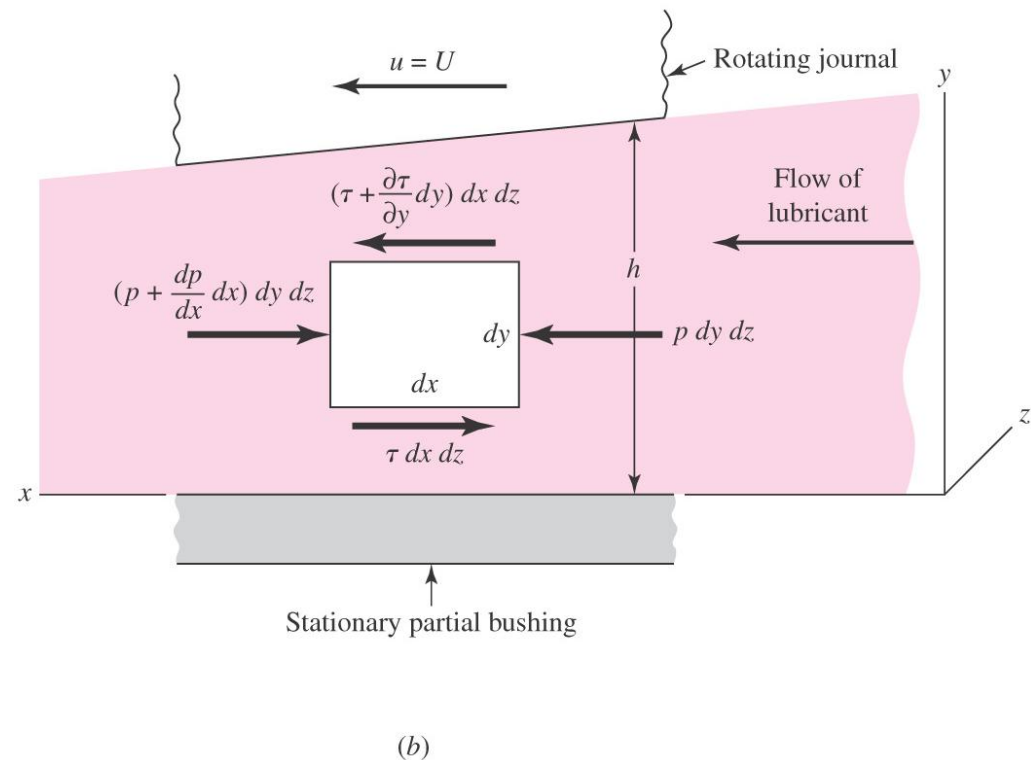 u = U
Rotating journal
y
(τ + ∂τ/∂y dy) dx dz
Flow of
lubricant
h
(p + dp/dx dx) dy dz
dy
p dy dz
dx
τ dx dz
z
x
Stationary partial bushing
(b)